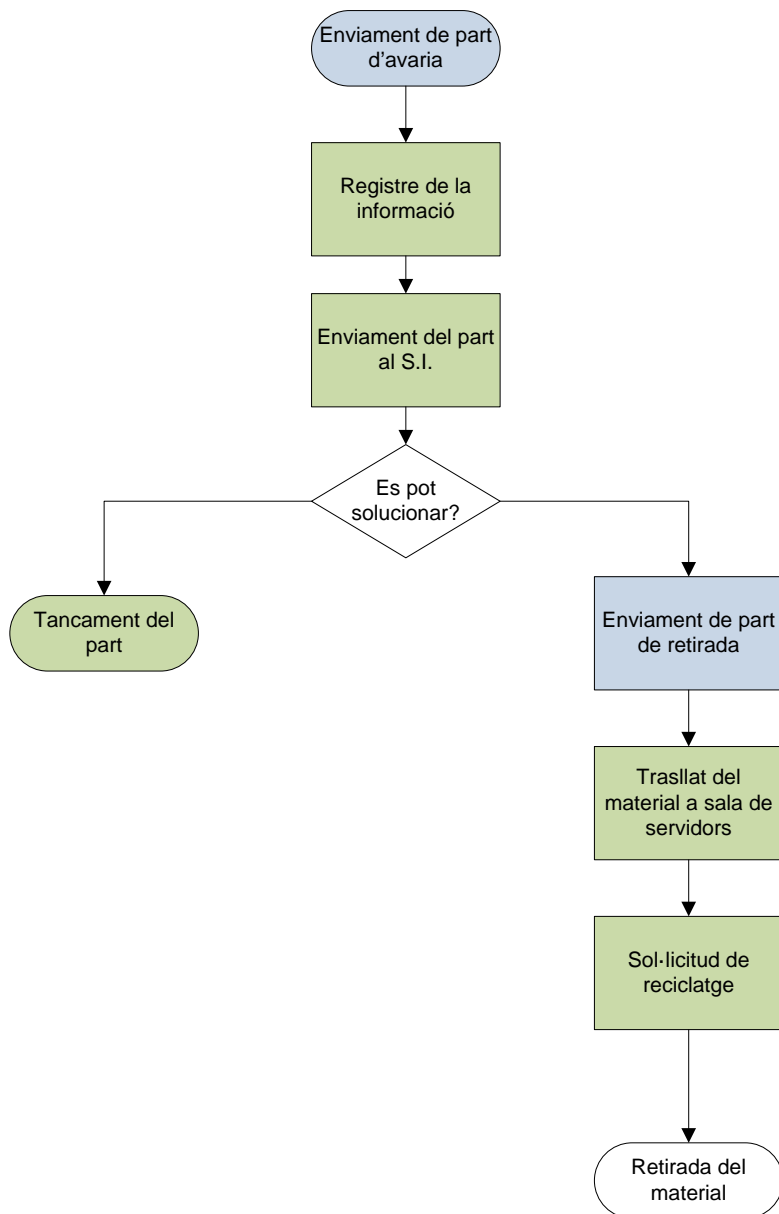 Enviament de part
d'avaria
Registre de la
informació
Enviament del part
al S.I.
Es pot
solucionar?
Tancament del
part
Enviament de part
de retirada
Trasllat del
material a sala de
servidors
Sol·licitud de
reciclatge
Retirada del
material